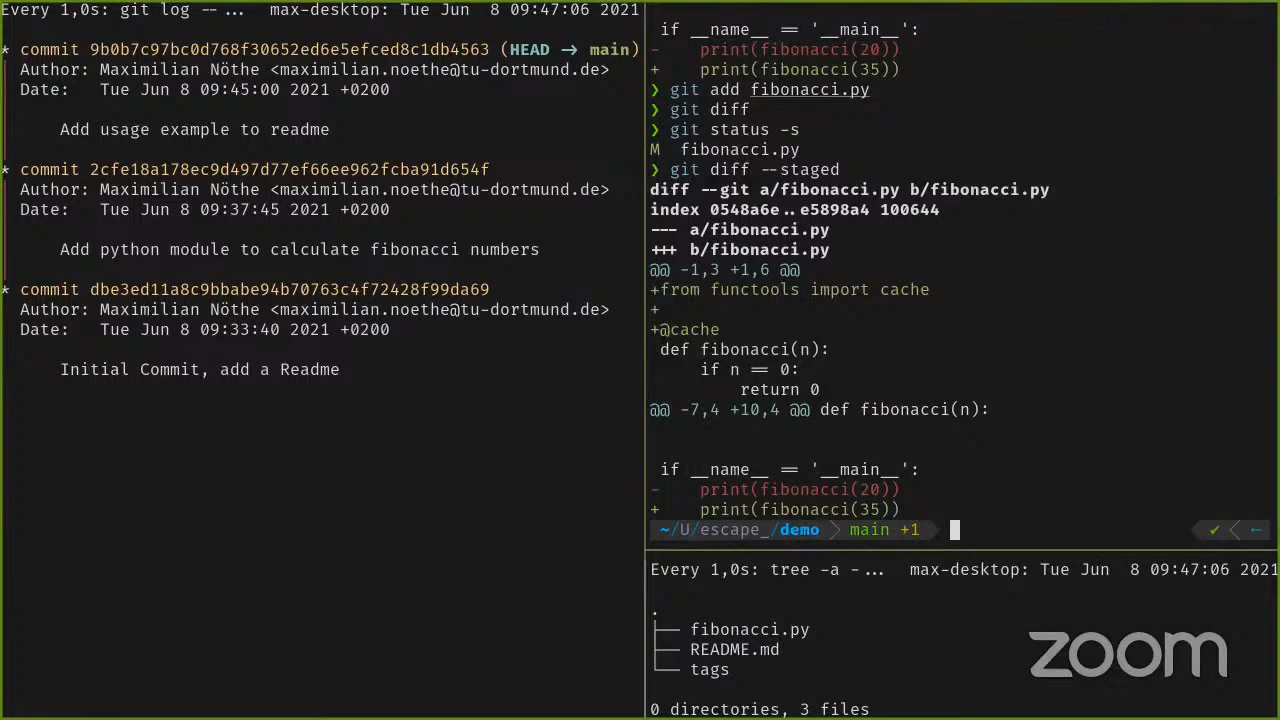 Every 1,0s: git log --... max-desktop: Tue Jun  8 09:47:06 2021
* commit 9b0b7c97bc0d768f30652ed6e5efced8c1db4563 (HEAD -> main)
Author: Maximilian Nöthe <maximilian.noethe@tu-dortmund.de>
Date:   Tue Jun 8 09:45:00 2021 +0200
Add usage example to readme
* commit 2cfe18a178ec9d497d77ef66ee962fcba91d654f
Author: Maximilian Nöthe <maximilian.noethe@tu-dortmund.de>
Date:   Tue Jun 8 09:37:45 2021 +0200
Add python module to calculate fibonacci numbers
* commit dbe3ed11a8c9bbabe94b70763c4f72428f99da69
Author: Maximilian Nöthe <maximilian.noethe@tu-dortmund.de>
Date:   Tue Jun 8 09:33:40 2021 +0200
Initial Commit, add a Readme
if __name__ == '__main__':
-    print(fibonacci(20))
+    print(fibonacci(35))
❯ git add fibonacci.py
❯ git diff
❯ git status -s
M  fibonacci.py
❯ git diff --staged
diff --git a/fibonacci.py b/fibonacci.py
index 0548a6e..e5898a4 100644
--- a/fibonacci.py
+++ b/fibonacci.py
@@ -1,3 +1,6 @@
+from functools import cache
+
+@cache
def fibonacci(n):
if n == 0:
return 0
@@ -7,4 +10,4 @@ def fibonacci(n):
if __name__ == '__main__':
-    print(fibonacci(20))
+    print(fibonacci(35))
~/U/escape_/demo main +1 ✔ ←
Every 1,0s: tree -a -... max-desktop: Tue Jun  8 09:47:06 2021
.
├── fibonacci.py
├── README.md
└── tags
0 directories, 3 files
zoom